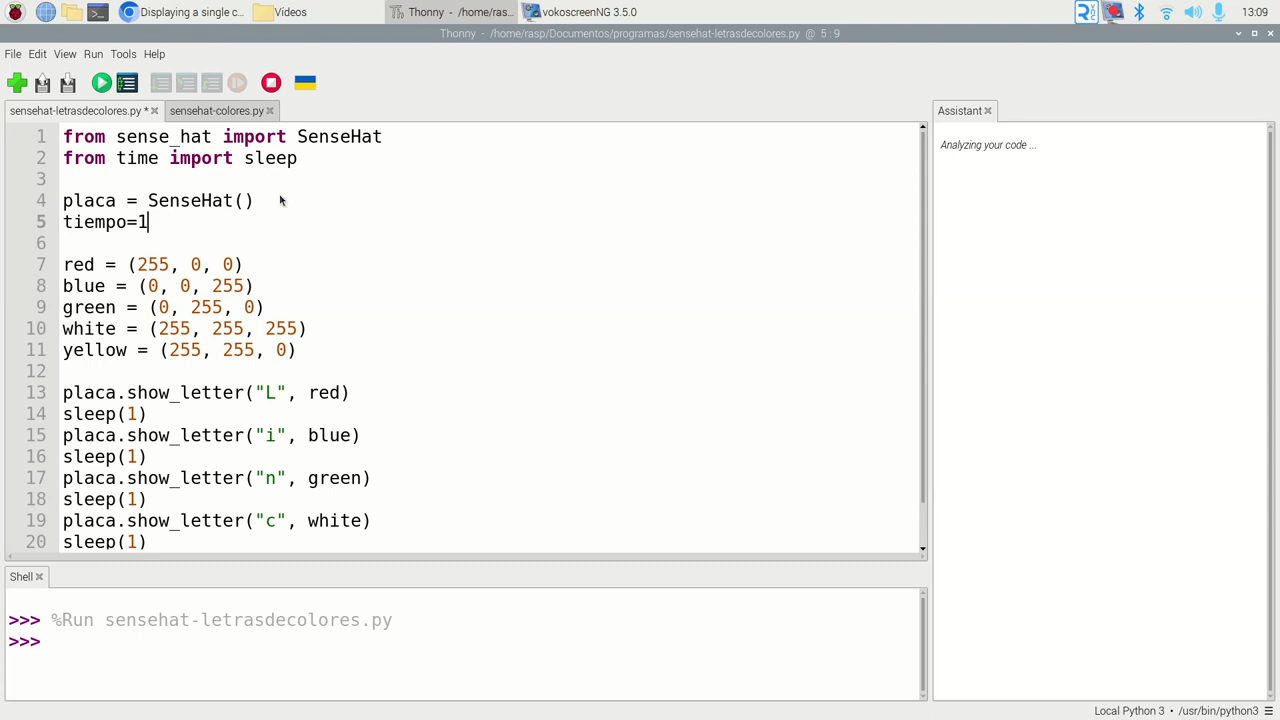 Displaying a single c...
Vídeos
Thonny - /home/ras...
vokoscreenNG 3.5.0
13:09
Thonny - /home/rasp/Documentos/programas/sensehat-letrasdecolores.py @ 5 : 9
File Edit View Run Tools Help
sensehat-letrasdecolores.py * sensehat-colores.py
1 from sense_hat import SenseHat
2 from time import sleep
3
4 placa = SenseHat()
5 tiempo=1
6
7 red = (255, 0, 0)
8 blue = (0, 0, 255)
9 green = (0, 255, 0)
10 white = (255, 255, 255)
11 yellow = (255, 255, 0)
12
13 placa.show_letter("L", red)
14 sleep(1)
15 placa.show_letter("i", blue)
16 sleep(1)
17 placa.show_letter("n", green)
18 sleep(1)
19 placa.show_letter("c", white)
20 sleep(1)
Assistant
Analyzing your code ...
Shell
>>> %Run sensehat-letrasdecolores.py
>>>
Local Python 3 • /usr/bin/python3 ☰